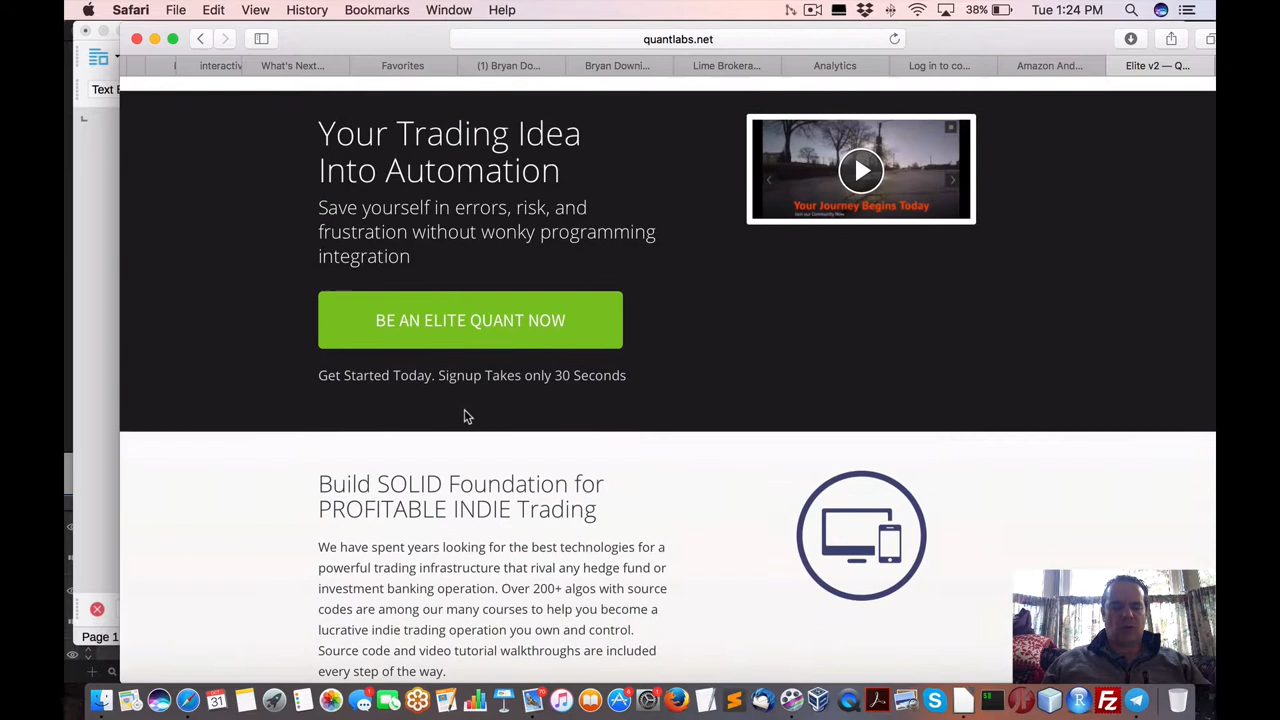 Safari File Edit View History Bookmarks Window Help 38% Tue 1:24 PM
quantlabs.net
interactiv What's Next... Favorites (1) Bryan Do... Bryan Downi... Lime Brokera... Analytics Log in to co... Amazon And... Elite v2 — Q...
Text
Your Trading Idea
Into Automation
Save yourself in errors, risk, and
frustration without wonky programming
integration
Your Journey Begins Today
Join our Community Now
BE AN ELITE QUANT NOW
Get Started Today. Signup Takes only 30 Seconds
Build SOLID Foundation for
PROFITABLE INDIE Trading
We have spent years looking for the best technologies for a
powerful trading infrastructure that rival any hedge fund or
investment banking operation. Over 200+ algos with source
codes are among our many courses to help you become a
lucrative indie trading operation you own and control.
Source code and video tutorial walkthroughs are included
every step of the way.
Page 1